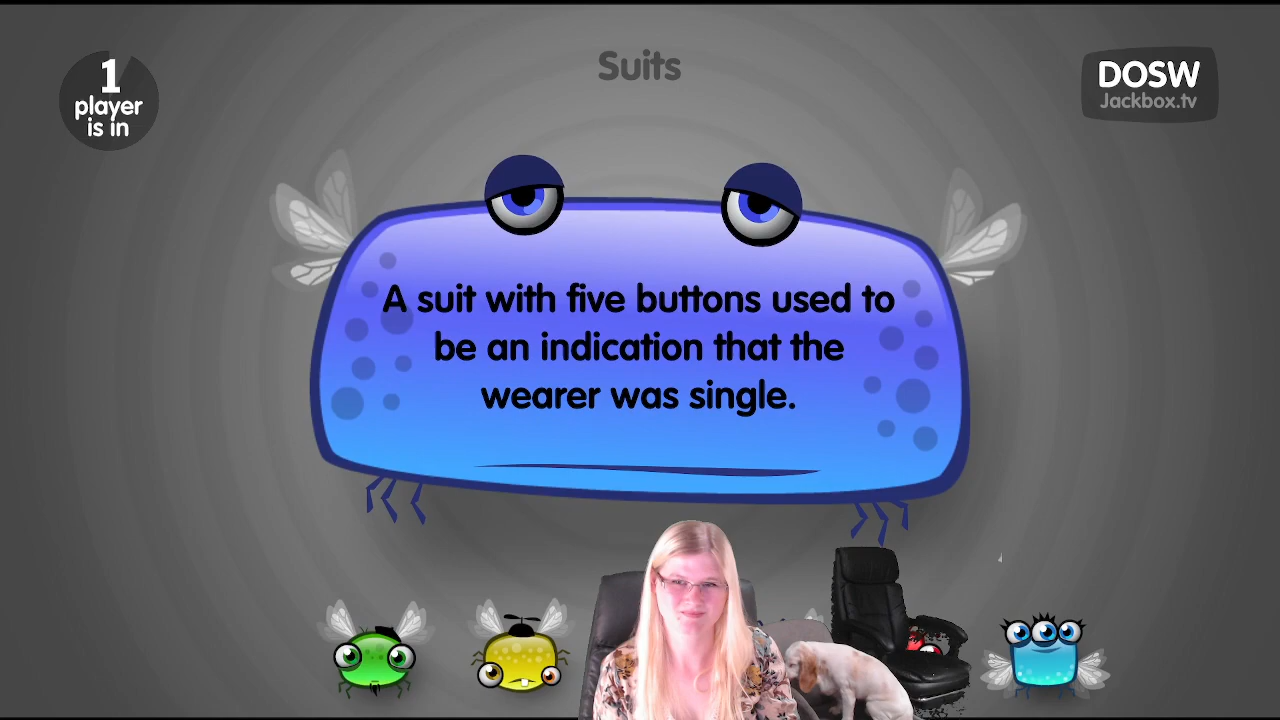 Suits
1
player
is in
DOSW
Jackbox.tv
A suit with five buttons used to
be an indication that the
wearer was single.